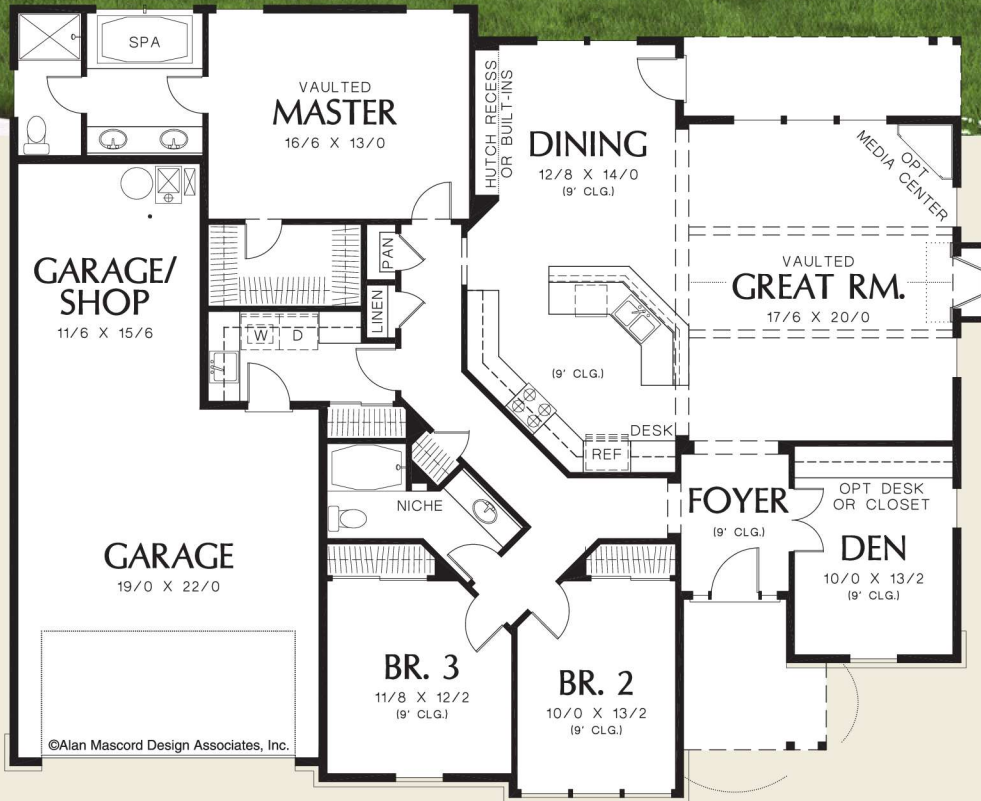 SPA
VAULTED
MASTER
16/6 X 13/0
HUTCH RECESS
OR BUILT-INS
DINING
12/8 X 14/0
(9' CLG.)
OPT
MEDIA CENTER
GARAGE/
SHOP
11/6 X 15/6
PAN
LINEN
VAULTED
GREAT RM.
17/6 X 20/0
W
D
(9' CLG.)
DESK
REF
NICHE
FOYER
(9' CLG.)
OPT DESK
OR CLOSET
DEN
10/0 X 13/2
(9' CLG.)
GARAGE
19/0 X 22/0
BR. 3
11/8 X 12/2
(9' CLG.)
BR. 2
10/0 X 13/2
(9' CLG.)
©Alan Mascord Design Associates, Inc.